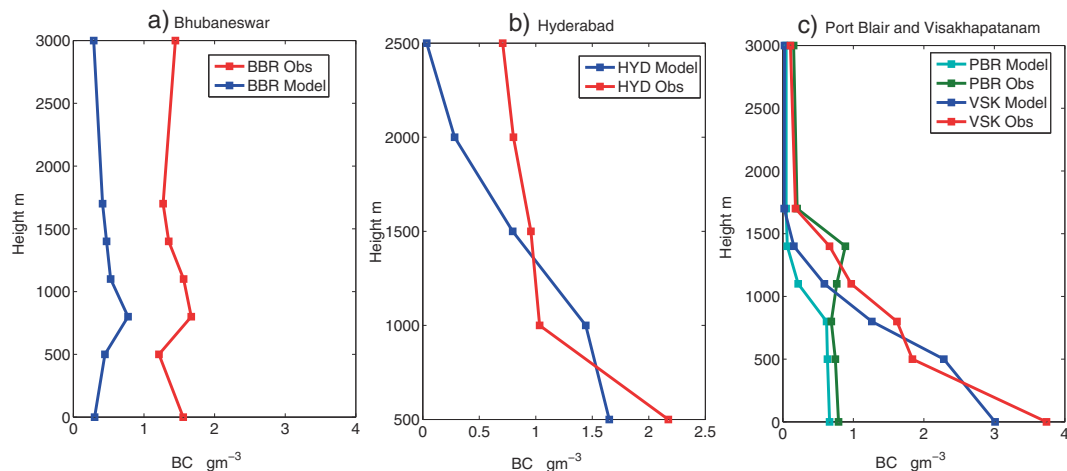 a) Bhubaneswar
3000
2500
2000
1500
1000
500
0
Height m
BBR Obs
BBR Model
0 1 2 3 4
BC gm⁻³
b) Hyderabad
2500
2000
1500
1000
500
Height m
HYD Model
HYD Obs
0 0.5 1 1.5 2 2.5
BC gm⁻³
c) Port Blair and Visakhapatanam
3000
2500
2000
1500
1000
500
0
Height m
PBR Model
PBR Obs
VSK Model
VSK Obs
0 1 2 3 4
BC gm⁻³